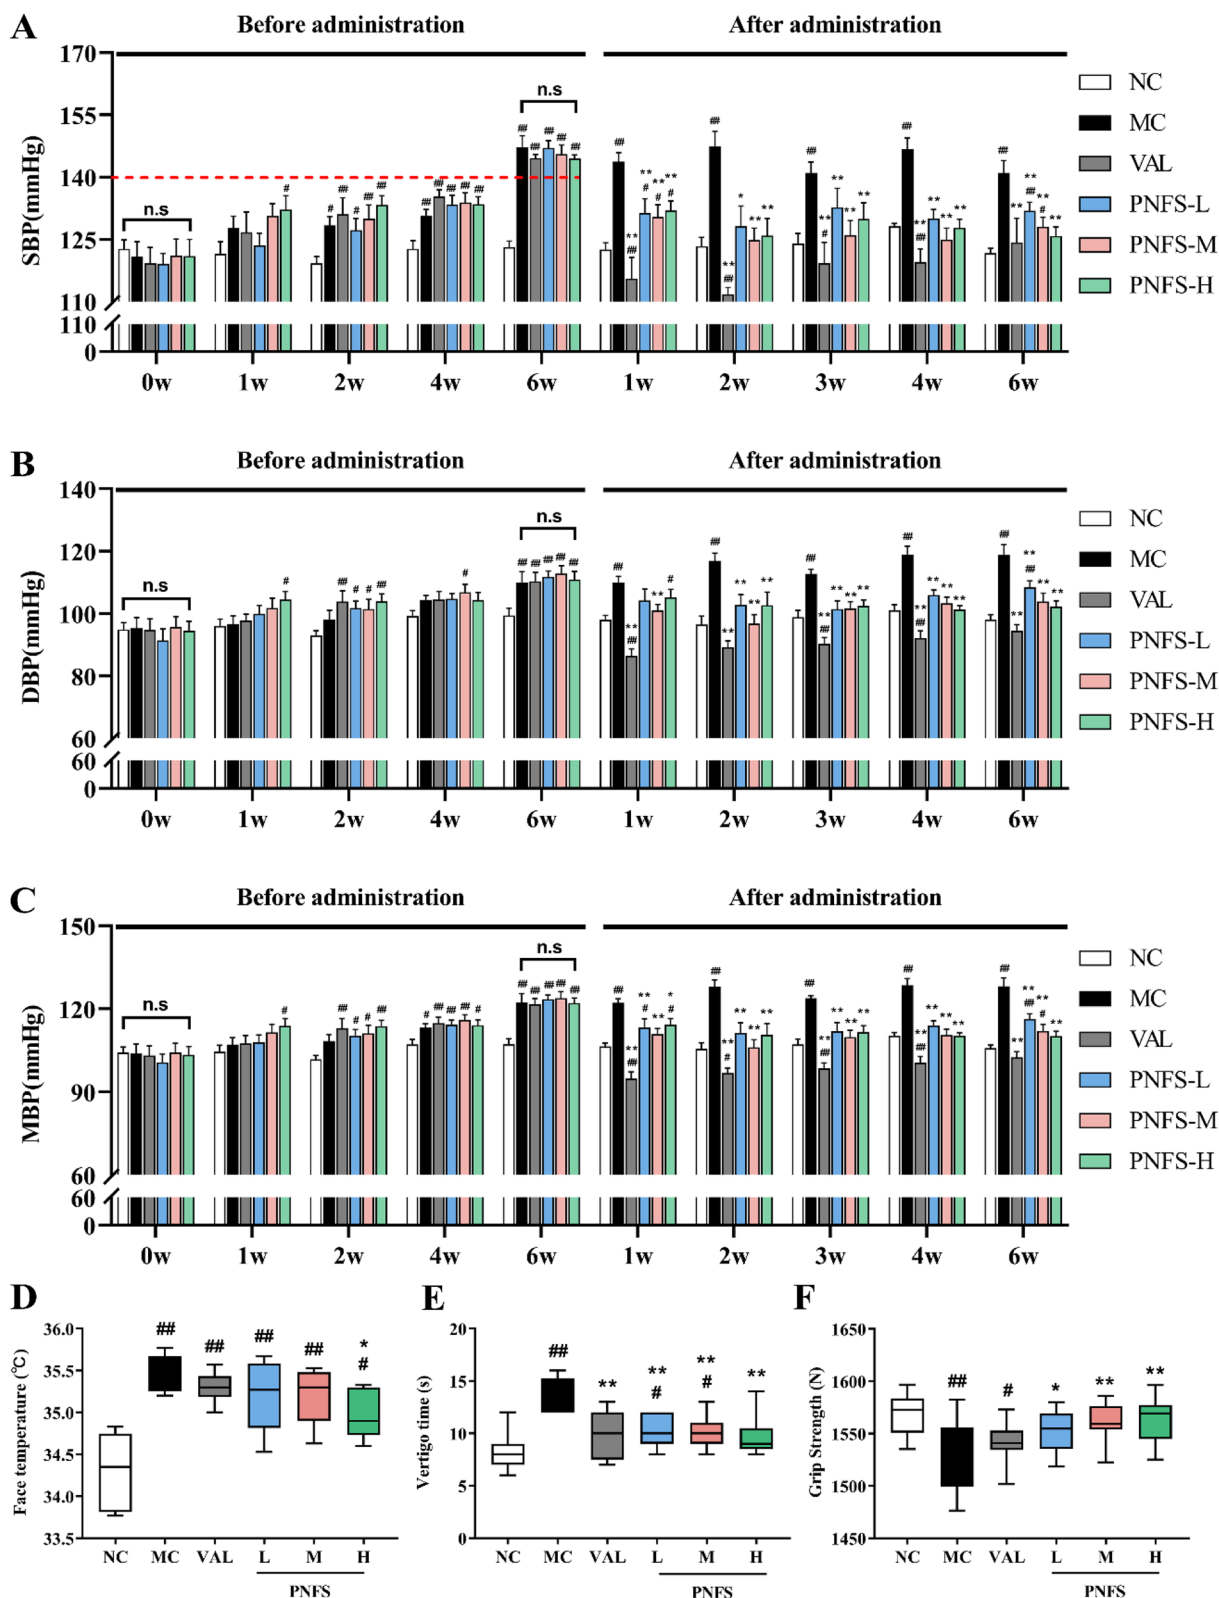 A
Before administration
After administration
SBP(mmHg)
170
155
140
125
110
110
0
n.s
n.s
0w 1w 2w 4w 6w 1w 2w 3w 4w 6w
NC
MC
VAL
PNFS-L
PNFS-M
PNFS-H
B
Before administration
After administration
DBP(mmHg)
140
120
100
80
60
60
0
n.s
n.s
0w 1w 2w 4w 6w 1w 2w 3w 4w 6w
NC
MC
VAL
PNFS-L
PNFS-M
PNFS-H
C
Before administration
After administration
MBP(mmHg)
150
120
90
60
60
0
n.s
n.s
0w 1w 2w 4w 6w 1w 2w 3w 4w 6w
NC
MC
VAL
PNFS-L
PNFS-M
PNFS-H
D
Face temperature (℃)
36.0
35.5
35.0
34.5
34.0
33.5
## ## ## ## * #
NC MC VAL L M H
PNFS
E
Vertigo time (s)
20
15
10
5
0
## ** ** # ** # **
NC MC VAL L M H
PNFS
F
Grip Strength (N)
1650
1600
1550
1500
1450
## # * ** **
NC MC VAL L M H
PNFS